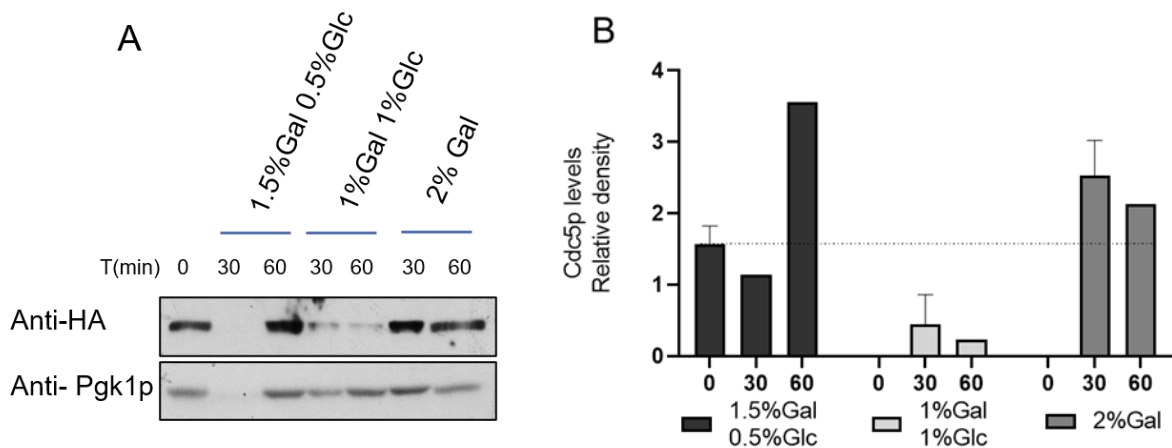 A
1.5%Gal 0.5%Glc
1%Gal 1%Glc
2% Gal
T(min) 0 30 60 30 60 30 60
Anti-HA
Anti- Pgk1p
B
Cdc5p levels
Relative density
4
3
2
1
0
0 30 60 0 30 60 0 30 60
1.5%Gal
0.5%Glc
1%Gal
1%Glc
2%Gal